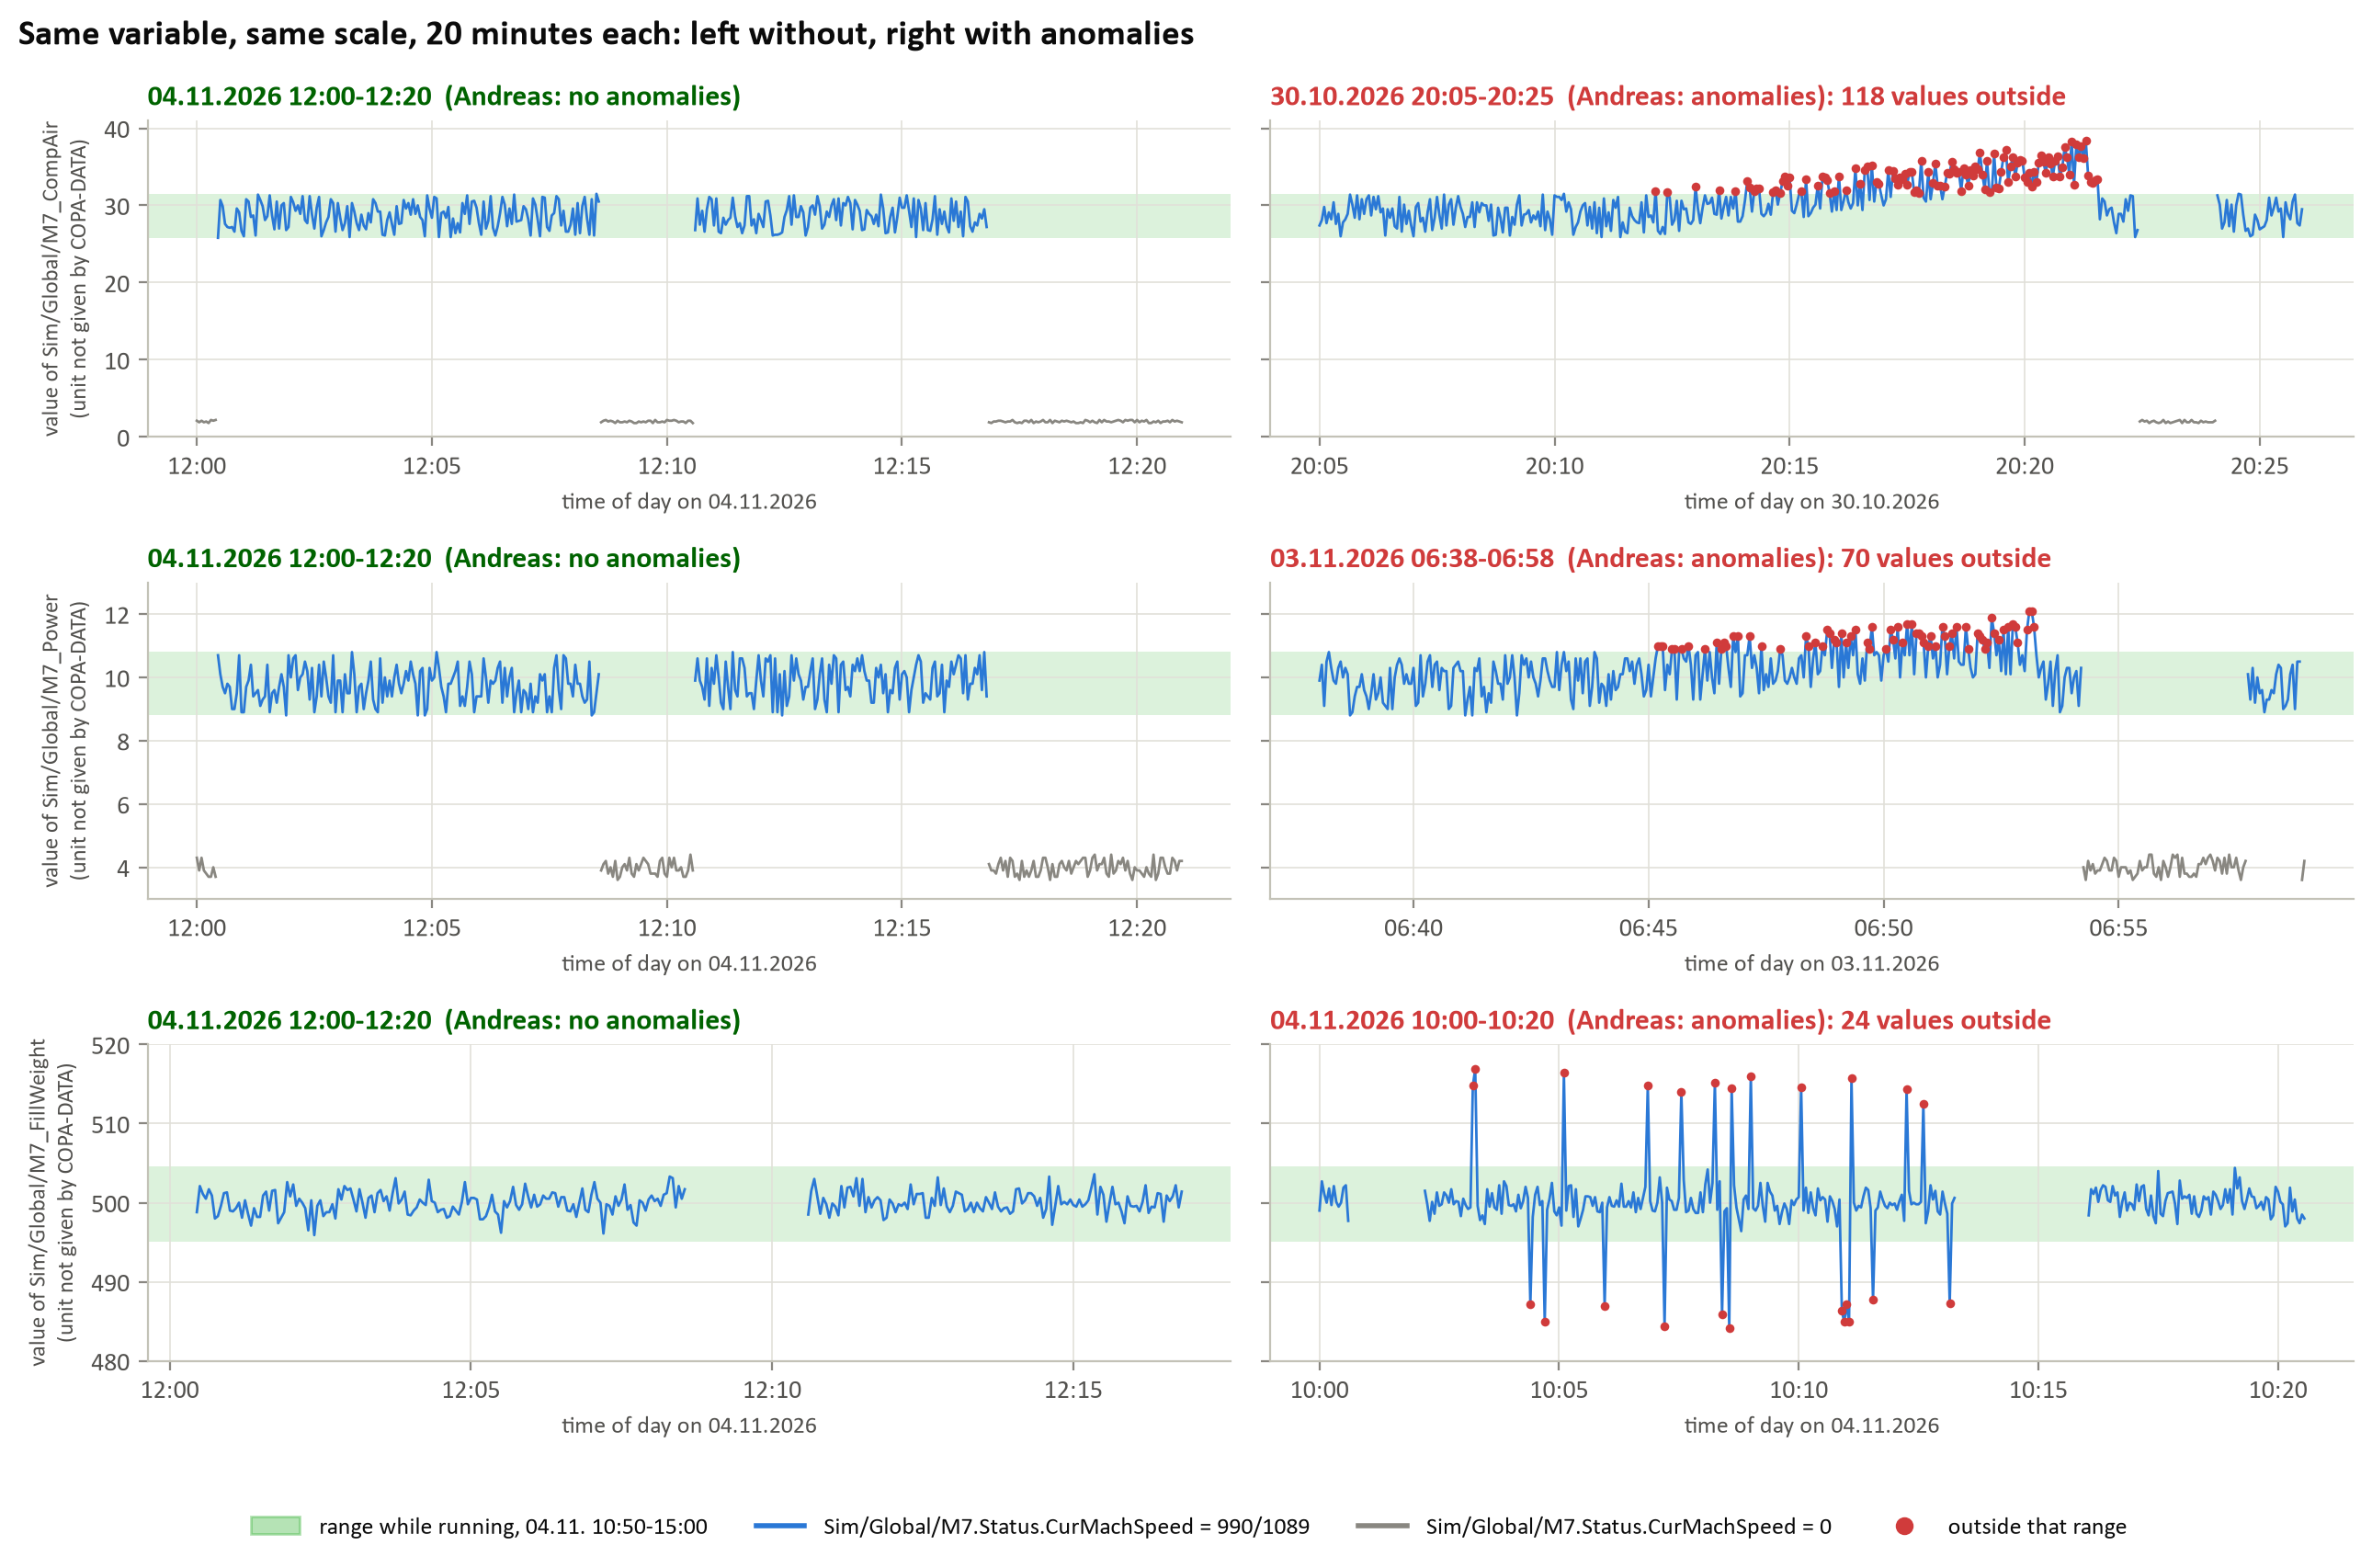 Same variable, same scale, 20 minutes each: left without, right with anomalies
04.11.2026 12:00-12:20 (Andreas: no anomalies)
value of Sim/Global/M7_CompAir
(unit not given by COPA-DATA)
40
30
20
10
0
12:00
12:05
12:10
12:15
12:20
time of day on 04.11.2026
30.10.2026 20:05-20:25 (Andreas: anomalies): 118 values outside
20:05
20:10
20:15
20:20
20:25
time of day on 30.10.2026
04.11.2026 12:00-12:20 (Andreas: no anomalies)
value of Sim/Global/M7_Power
(unit not given by COPA-DATA)
12
10
8
6
4
12:00
12:05
12:10
12:15
12:20
time of day on 04.11.2026
03.11.2026 06:38-06:58 (Andreas: anomalies): 70 values outside
06:40
06:45
06:50
06:55
time of day on 03.11.2026
04.11.2026 12:00-12:20 (Andreas: no anomalies)
value of Sim/Global/M7_FillWeight
(unit not given by COPA-DATA)
520
510
500
490
480
12:00
12:05
12:10
12:15
time of day on 04.11.2026
04.11.2026 10:00-10:20 (Andreas: anomalies): 24 values outside
10:00
10:05
10:10
10:15
10:20
time of day on 04.11.2026
range while running, 04.11. 10:50-15:00
Sim/Global/M7.Status.CurMachSpeed = 990/1089
Sim/Global/M7.Status.CurMachSpeed = 0
outside that range